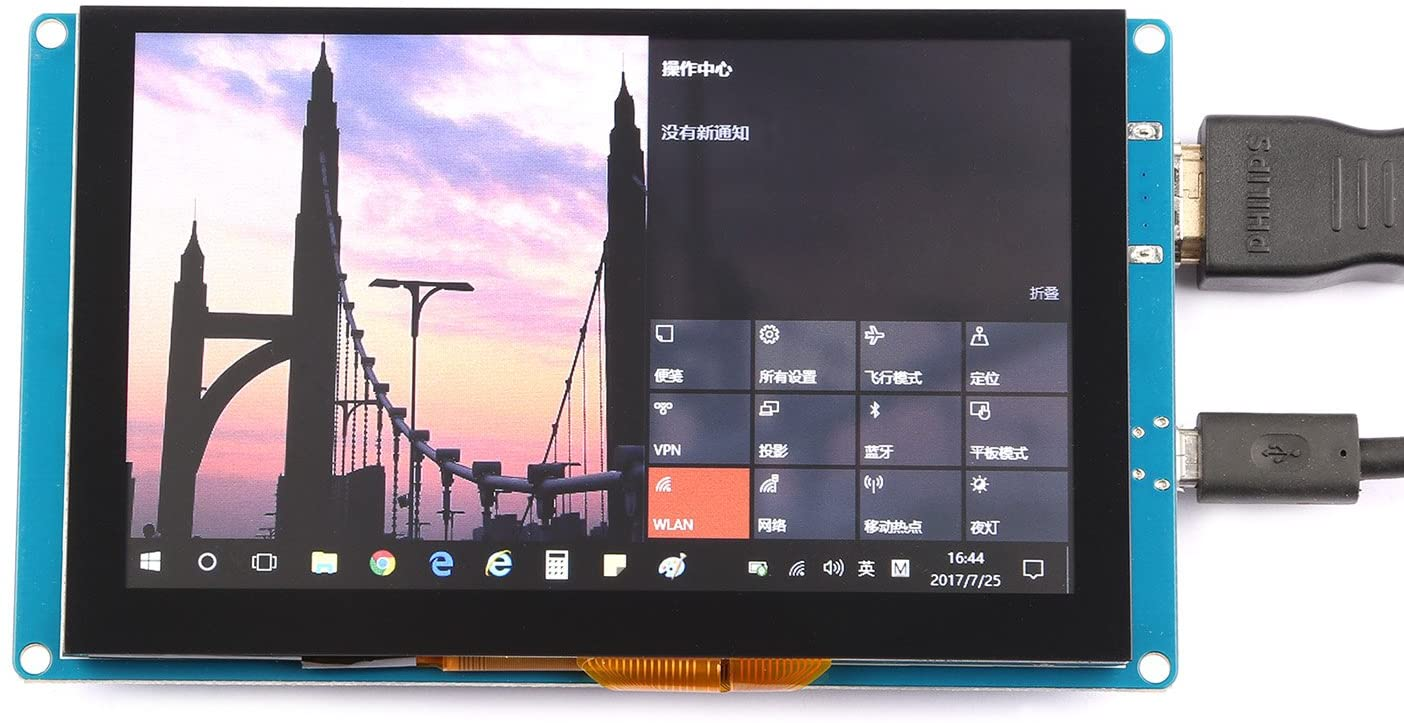 操作中心
没有新通知
折叠
便笺
所有设置
飞行模式
定位
VPN
投影
蓝牙
平板模式
WLAN
网络
移动热点
夜灯
英
M
16:44
2017/7/25
PHILIPS